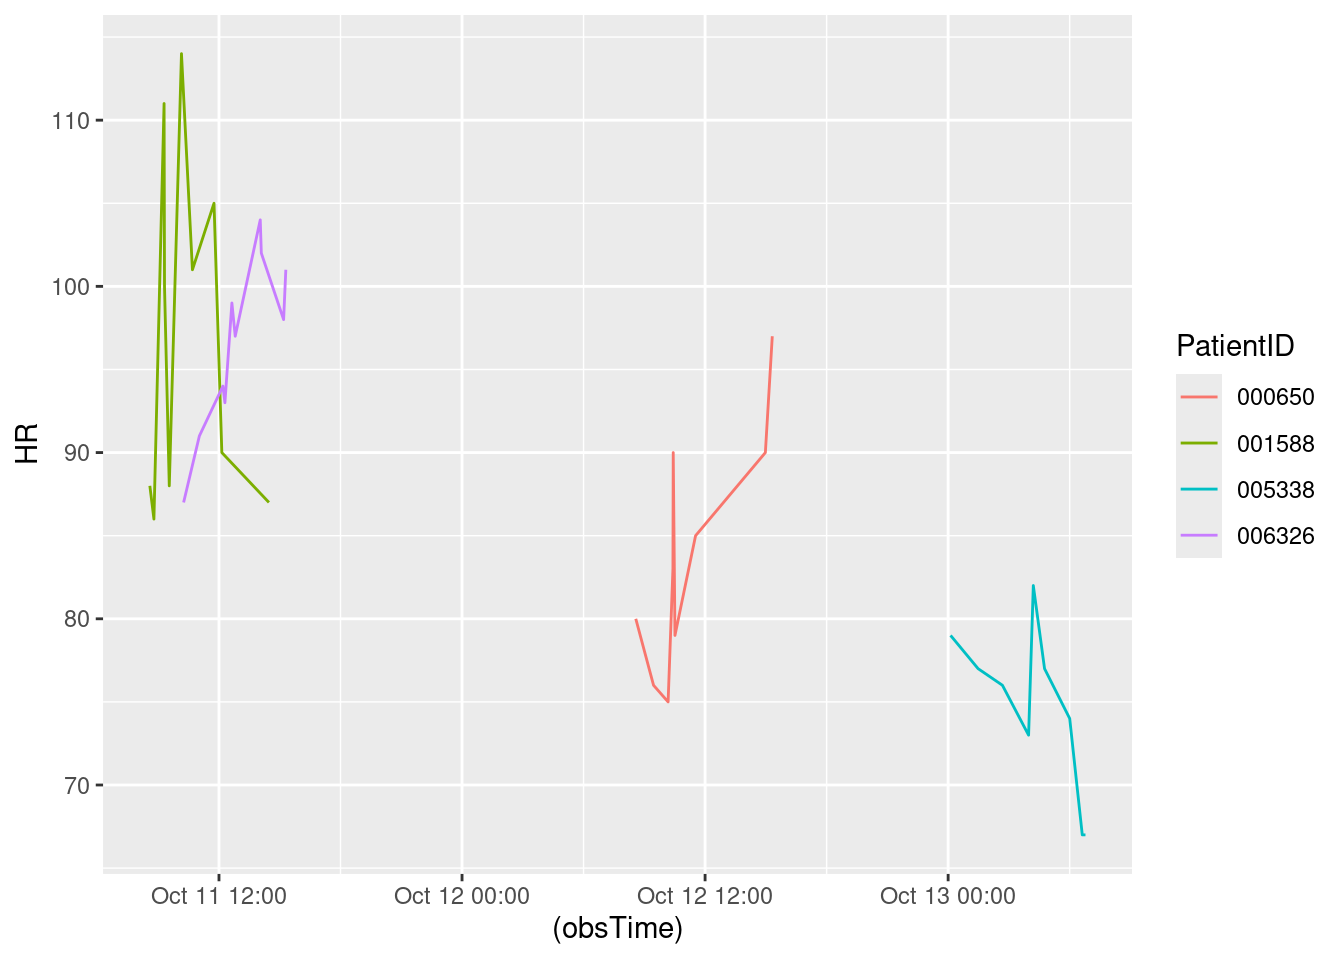 110
100
90
80
70
HR
Oct 11 12:00
Oct 12 00:00
Oct 12 12:00
Oct 13 00:00
(obsTime)
PatientID
000650
001588
005338
006326